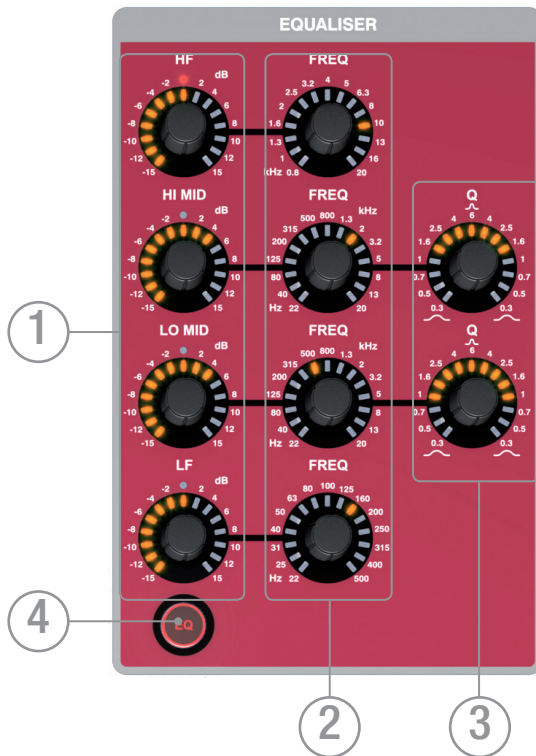 EQUALISER
HF
dB
-15 -12 -10 -8 -6 -4 -2 2 4 6 8 10 12 15
FREQ
kHz 0.8 1 1.3 1.6 2 2.5 3.2 4 5 6.3 8 10 13 16 20
HI MID
dB
-15 -12 -10 -8 -6 -4 -2 2 4 6 8 10 12 15
FREQ
Hz 22 40 80 125 200 315 500 800 1.3 2 3.2 5 8 13 20
kHz
Q
0.3 0.5 0.7 1 1.6 2.5 4 6 4 2.5 1.6 1 0.7 0.5 0.3
1
LO MID
dB
-15 -12 -10 -8 -6 -4 -2 2 4 6 8 10 12 15
FREQ
Hz 22 40 80 125 200 315 500 800 1.3 2 3.2 5 8 13 20
kHz
Q
0.3 0.5 0.7 1 1.6 2.5 4 6 4 2.5 1.6 1 0.7 0.5 0.3
LF
dB
-15 -12 -10 -8 -6 -4 -2 2 4 6 8 10 12 15
FREQ
Hz 22 25 31 40 50 63 80 100 125 160 200 250 315 400 500
4
EQ
2
3